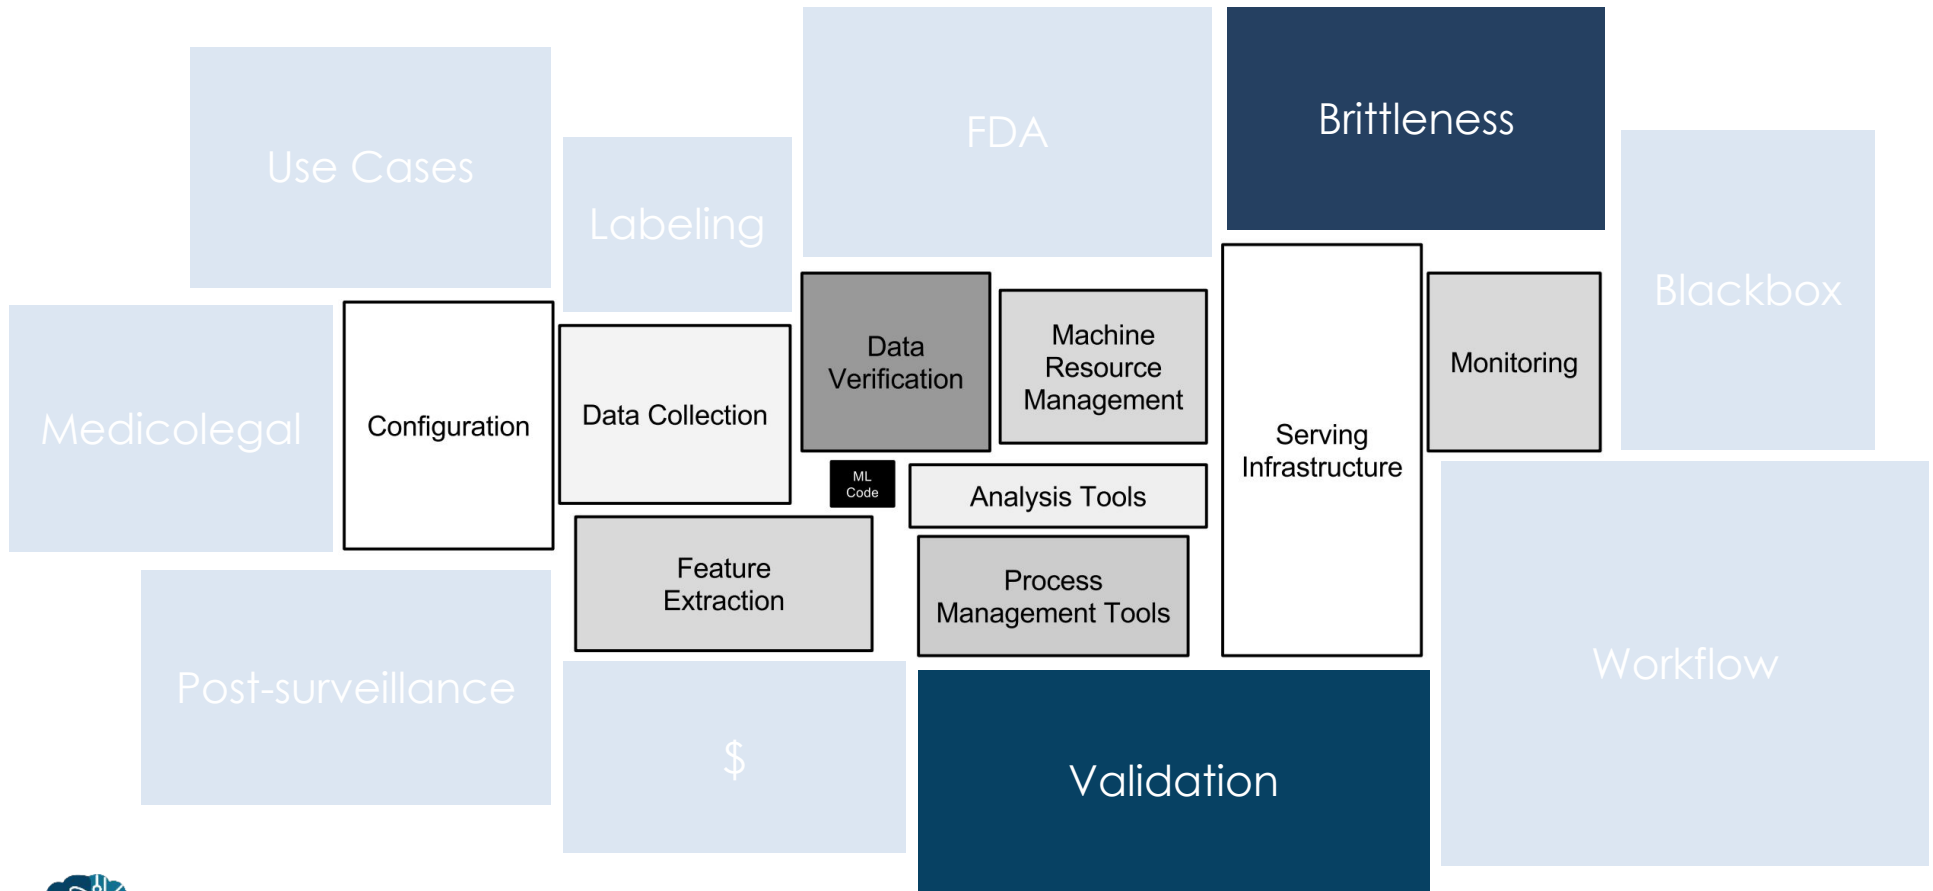 Use Cases
Labeling
FDA
Brittleness
Blackbox
Medicolegal
Configuration
Data Collection
Data
Verification
Machine
Resource
Management
Serving
Infrastructure
Monitoring
ML
Code
Analysis Tools
Feature
Extraction
Process
Management Tools
Post-surveillance
$
Validation
Workflow